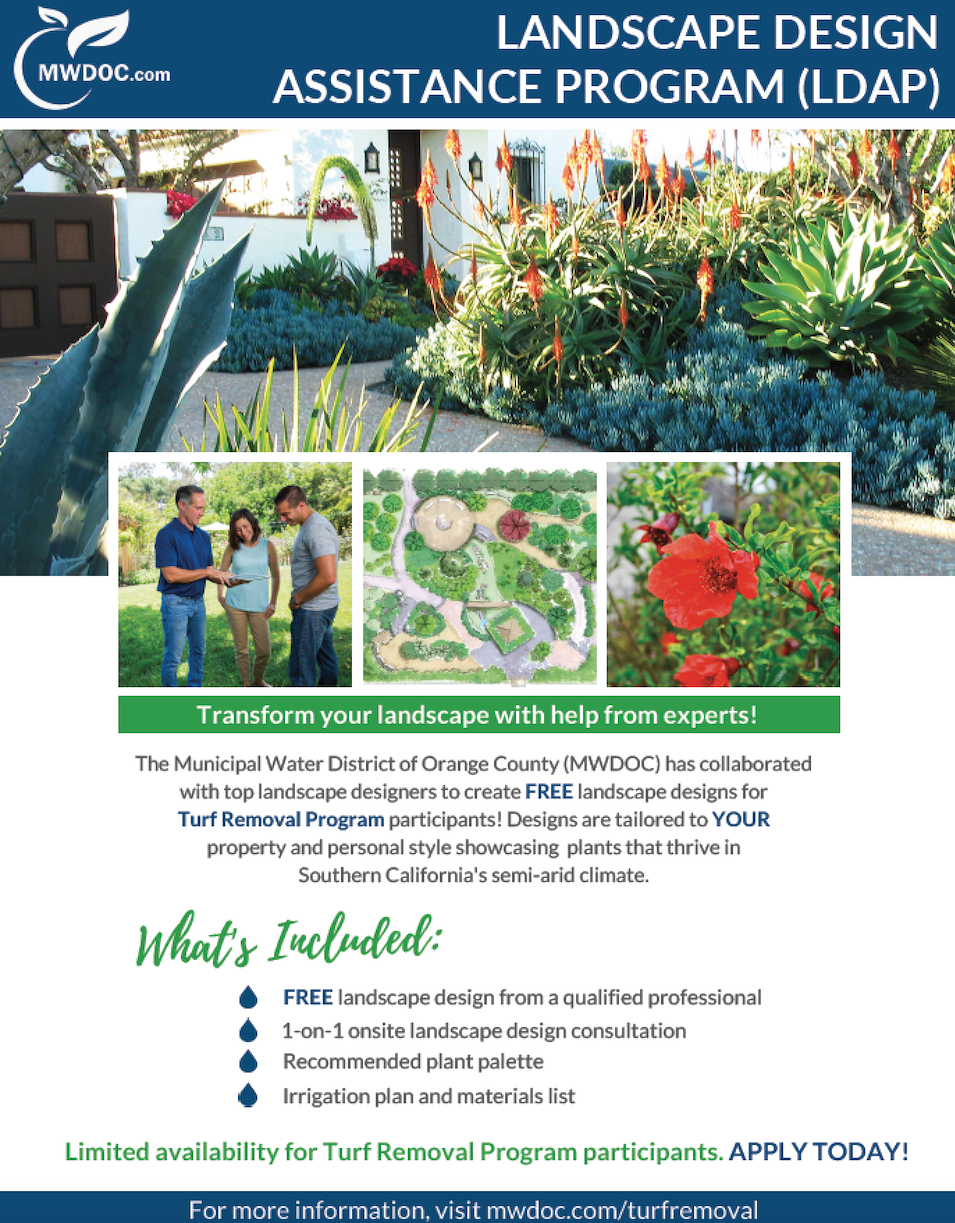 MWDOC.com
LANDSCAPE DESIGN
ASSISTANCE PROGRAM (LDAP)
Transform your landscape with help from experts!
The Municipal Water District of Orange County (MWDOC) has collaborated
with top landscape designers to create FREE landscape designs for
Turf Removal Program participants! Designs are tailored to YOUR
property and personal style showcasing plants that thrive in
Southern California's semi-arid climate.
What's Included:
FREE landscape design from a qualified professional
1-on-1 onsite landscape design consultation
Recommended plant palette
Irrigation plan and materials list
Limited availability for Turf Removal Program participants. APPLY TODAY!
For more information, visit mwdoc.com/turfremoval